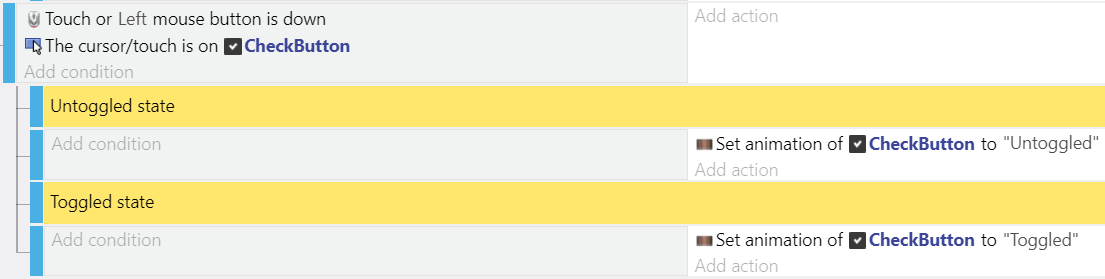 Touch or Left mouse button is down
Add action
The cursor/touch is on CheckButton
Add condition
Untoggled state
Add condition
Set animation of CheckButton to "Untoggled"
Add action
Toggled state
Add condition
Set animation of CheckButton to "Toggled"
Add action